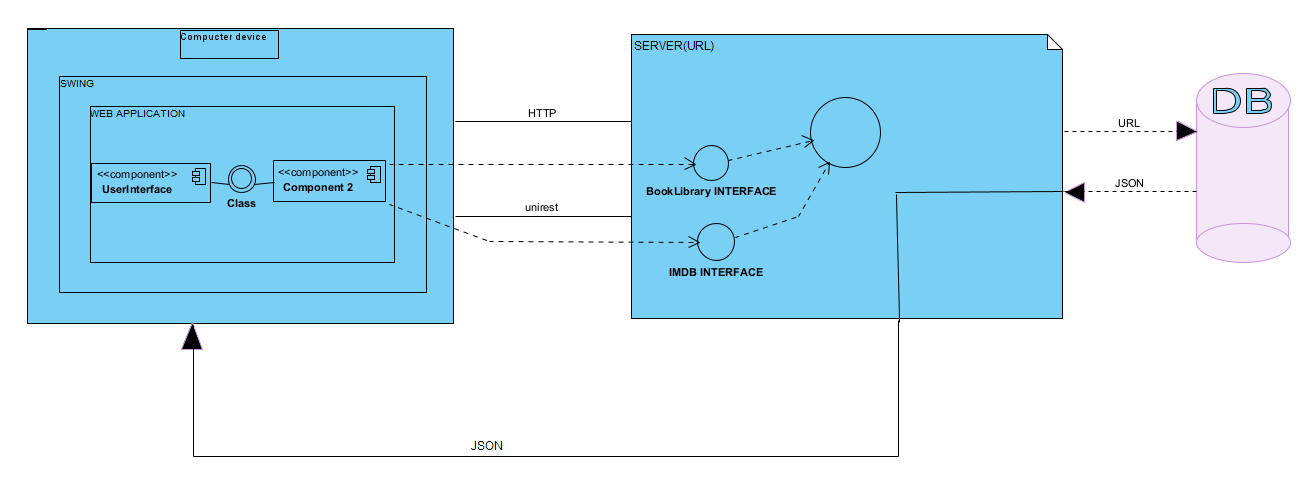 Compucter device
SWING
WEB APPLICATION
<<component>>
UserInterface
Class
<<component>>
Component 2
HTTP
unirest
SERVER(URL)
BookLibrary INTERFACE
IMDB INTERFACE
URL
JSON
DB
JSON